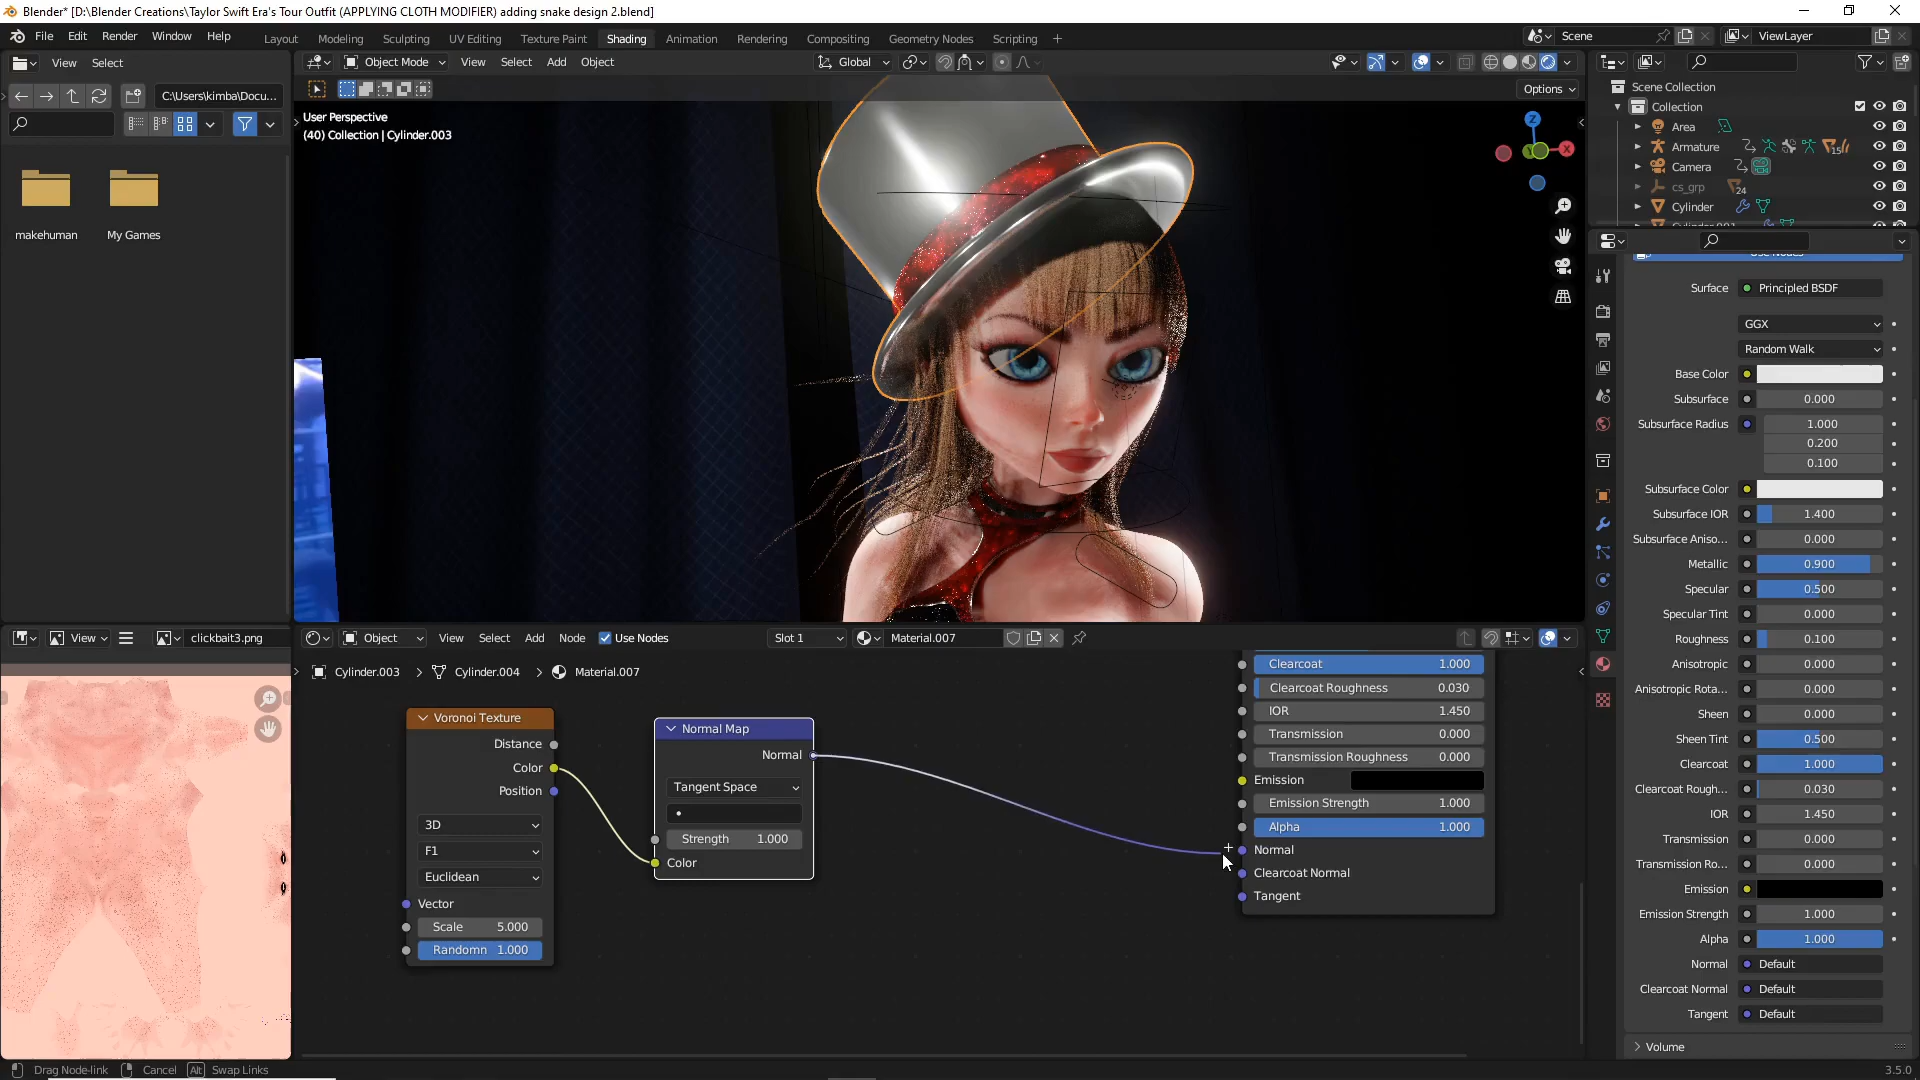 Blender* [D:\Blender Creations\Taylor Swift Era's Tour Outfit (APPLYING CLOTH MODIFIER) adding snake design 2.blend]
File Edit Render Window Help Layout Modeling Sculpting UV Editing Texture Paint Shading Animation Rendering Compositing Geometry Nodes Scripting + Scene ViewLayer
View Select Object Mode View Select Add Object Global
C:\Users\kimba\Docu... Options
makehuman My Games
User Perspective
(40) Collection | Cylinder.003
Z
Y
X
Scene Collection
Collection
Area
Armature 15
Camera
cs_grp 24
Cylinder
Surface Principled BSDF
GGX
Random Walk
Base Color
Subsurface 0.000
Subsurface Radius 1.000
0.200
0.100
Subsurface Color
Subsurface IOR 1.400
Subsurface Aniso... 0.000
Metallic 0.900
Specular 0.500
Specular Tint 0.000
Roughness 0.100
Anisotropic 0.000
Anisotropic Rota... 0.000
Sheen 0.000
Sheen Tint 0.500
Clearcoat 1.000
Clearcoat Rough... 0.030
IOR 1.450
Transmission 0.000
Transmission Ro... 0.000
Emission
Emission Strength 1.000
Alpha 1.000
Normal Default
Clearcoat Normal Default
Tangent Default
Volume
View clickbait3.png
Object View Select Add Node Use Nodes Slot 1 Material.007
Cylinder.003 > Cylinder.004 > Material.007
Voronoi Texture
Distance
Color
Position
3D
F1
Euclidean
Vector
Scale 5.000
Randomn 1.000
Normal Map
Normal
Tangent Space
Strength 1.000
Color
Clearcoat 1.000
Clearcoat Roughness 0.030
IOR 1.450
Transmission 0.000
Transmission Roughness 0.000
Emission
Emission Strength 1.000
Alpha 1.000
Normal
Clearcoat Normal
Tangent
Drag Node-link Cancel Alt Swap Links 3.5.0